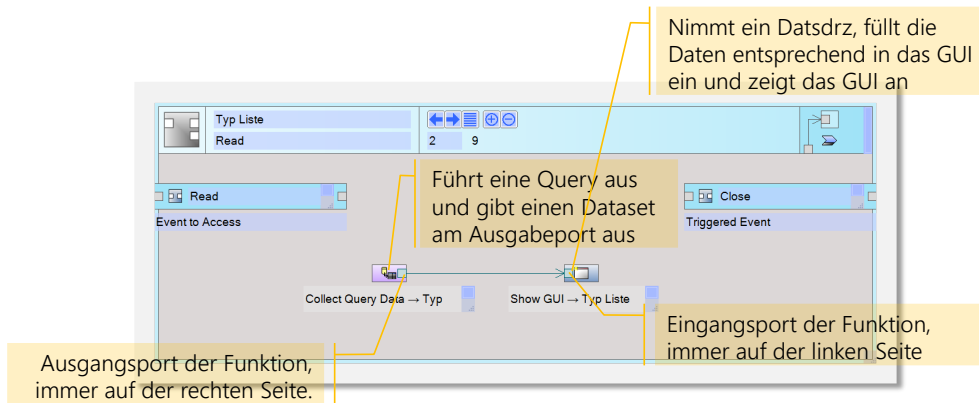 Nimmt ein Datsdrz, füllt die
Daten entsprechend in das GUI
ein und zeigt das GUI an
Typ Liste
Read
2 9
Führt eine Query aus
und gibt einen Dataset
am Ausgabeport aus
Read
Event to Access
Close
Triggered Event
Collect Query Data → Typ
Show GUI → Typ Liste
Eingangsport der Funktion,
immer auf der linken Seite
Ausgangsport der Funktion,
immer auf der rechten Seite.